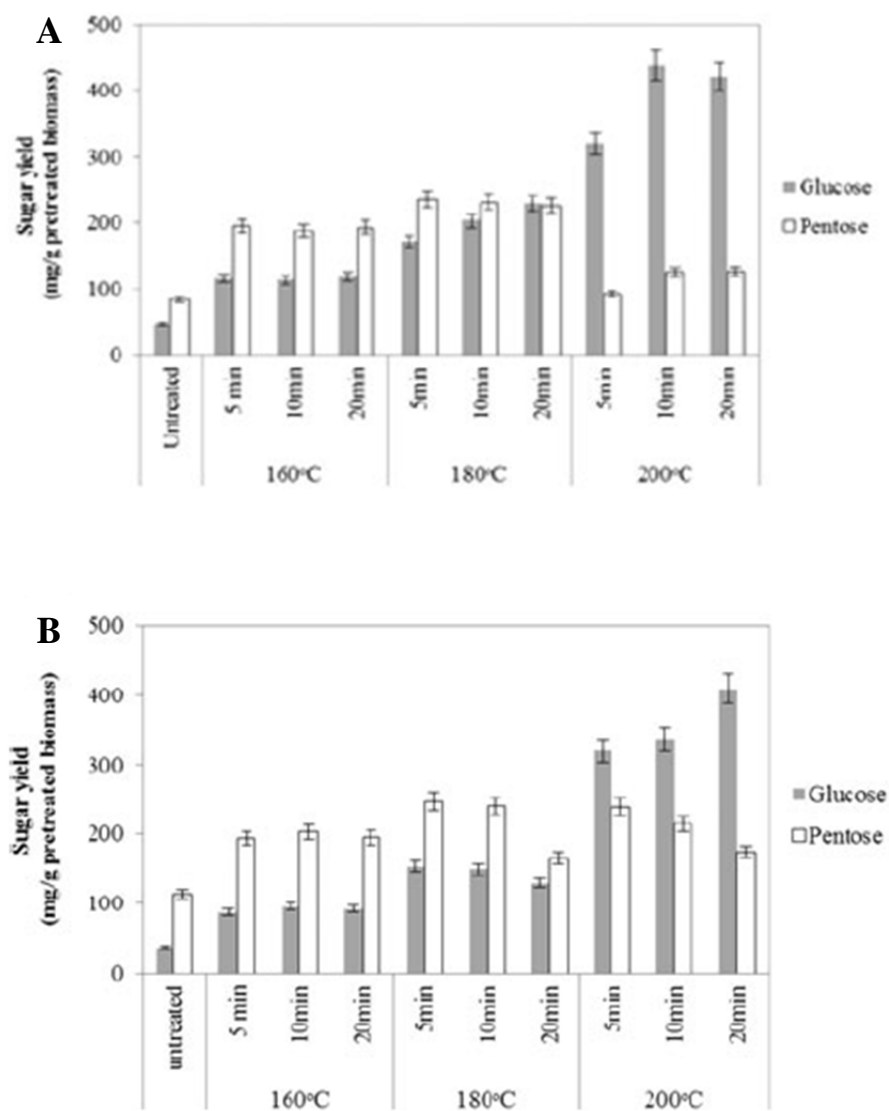 A
500
400
300
200
100
0
Sugar yield
(mg/g pretreated biomass)
Glucose
Pentose
Untreated
5 min
10min
20min
5min
10min
20min
5min
10min
20min
160°C
180°C
200°C
B
500
400
300
200
100
0
Sugar yield
(mg/g pretreated biomass)
Glucose
Pentose
untreated
5 min
10min
20min
5min
10min
20min
5min
10min
20min
160°C
180°C
200°C